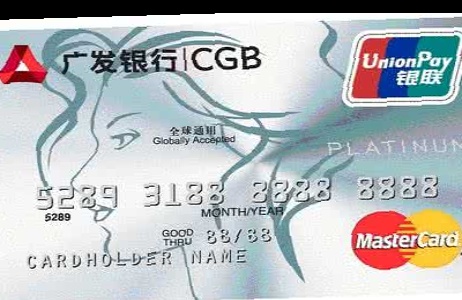 广发银行|CGB
UnionPay
银联
全球通用
Globally Accepted
PLATINUM
5289 3188 8888 8888
5289
MONTH/YEAR
GOOD THRU 88/88
CARDHOLDER NAME
MasterCard